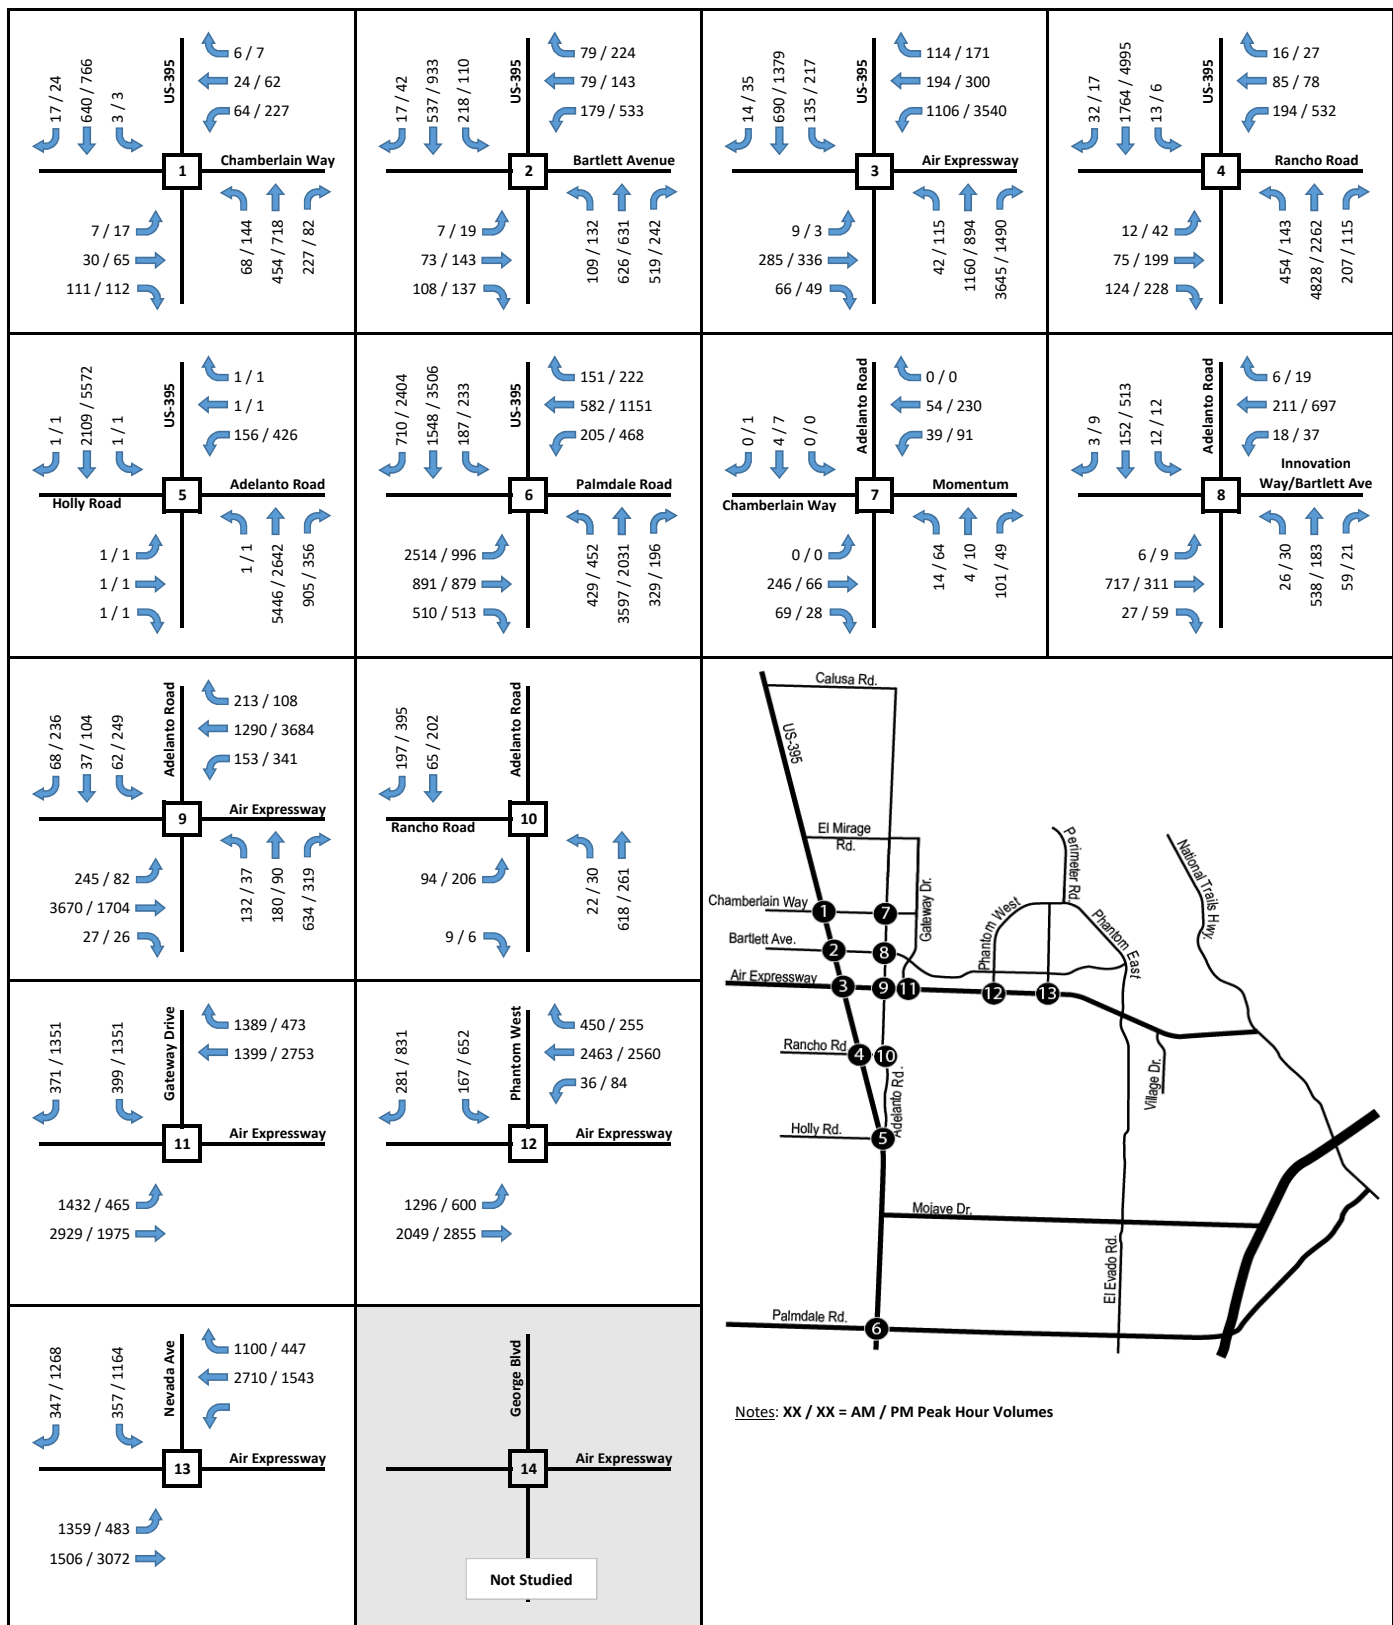 17 / 24
640 / 766
3 / 3
US-395
6 / 7
24 / 62
64 / 227
1
Chamberlain Way
7 / 17
30 / 65
111 / 112
68 / 144
454 / 718
227 / 82
17 / 42
537 / 933
218 / 110
US-395
79 / 224
79 / 143
179 / 533
2
Bartlett Avenue
7 / 19
73 / 143
108 / 137
109 / 132
626 / 631
519 / 242
14 / 35
690 / 1379
135 / 217
US-395
114 / 171
194 / 300
1106 / 3540
3
Air Expressway
9 / 3
285 / 336
66 / 49
42 / 115
1160 / 894
3645 / 1490
32 / 17
1764 / 4995
13 / 6
US-395
16 / 27
85 / 78
194 / 532
4
Rancho Road
12 / 42
75 / 199
124 / 228
454 / 143
4828 / 2262
207 / 115
1 / 1
2109 / 5572
1 / 1
US-395
1 / 1
1 / 1
156 / 426
Holly Road
5
Adelanto Road
1 / 1
1 / 1
1 / 1
1 / 1
5446 / 2642
905 / 356
710 / 2404
1548 / 3506
187 / 233
US-395
151 / 222
582 / 1151
205 / 468
6
Palmdale Road
2514 / 996
891 / 879
510 / 513
429 / 452
3597 / 2031
329 / 196
0 / 1
4 / 7
0 / 0
Adelanto Road
0 / 0
54 / 230
39 / 91
Chamberlain Way
7
Momentum
0 / 0
246 / 66
69 / 28
14 / 64
4 / 10
101 / 49
3 / 9
152 / 513
12 / 12
Adelanto Road
6 / 19
211 / 697
18 / 37
8
Innovation
Way/Bartlett Ave
6 / 9
717 / 311
27 / 59
26 / 30
538 / 183
59 / 21
68 / 236
37 / 104
62 / 249
Adelanto Road
213 / 108
1290 / 3684
153 / 341
9
Air Expressway
245 / 82
3670 / 1704
27 / 26
132 / 37
180 / 90
634 / 319
197 / 395
65 / 202
Adelanto Road
Rancho Road
10
94 / 206
9 / 6
22 / 30
618 / 261
Calusa Rd.
US-395
El Mirage
Rd.
Gateway Dr.
Perimeter Rd
National Trails Hwy.
Chamberlain Way
1
7
Phantom West
Phantom East
Bartlett Ave.
2
8
Air Expressway
3
9
11
12
13
Rancho Rd
4
10
Adelanto Rd.
Village Dr.
Holly Rd.
5
Mojave Dr.
El Evado Rd.
Palmdale Rd.
6
Notes: XX / XX = AM / PM Peak Hour Volumes
371 / 1351
399 / 1351
Gateway Drive
1389 / 473
1399 / 2753
11
Air Expressway
1432 / 465
2929 / 1975
281 / 831
167 / 652
Phantom West
450 / 255
2463 / 2560
36 / 84
12
Air Expressway
1296 / 600
2049 / 2855
347 / 1268
357 / 1164
Nevada Ave
1100 / 447
2710 / 1543
13
Air Expressway
1359 / 483
1506 / 3072
George Blvd
14
Air Expressway
Not Studied